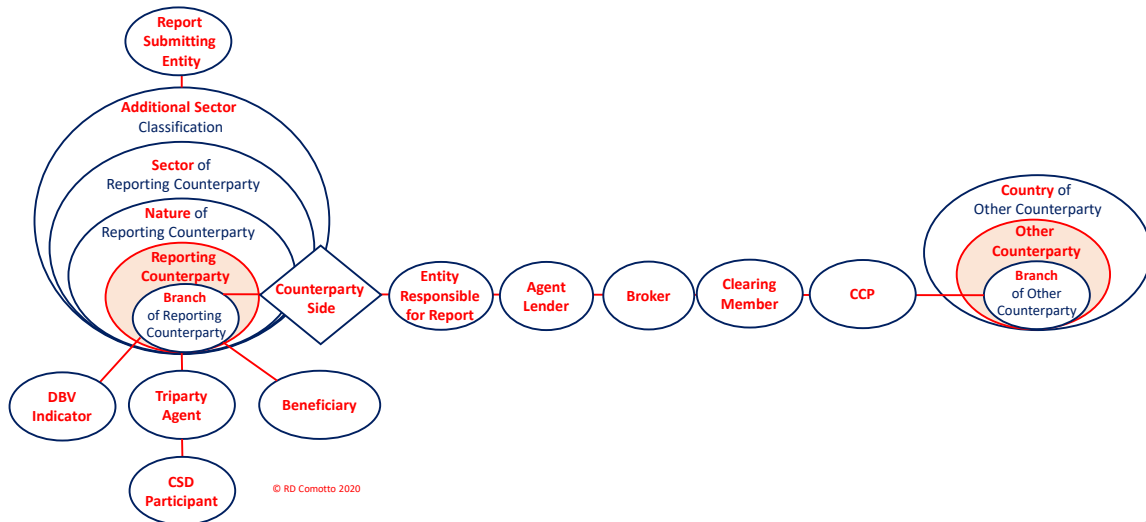 Report
Submitting
Entity
Additional Sector
Classification
Sector of
Reporting Counterparty
Nature of
Reporting Counterparty
Reporting
Counterparty
Branch
of Reporting
Counterparty
Counterparty
Side
Entity
Responsible
for Report
Agent
Lender
Broker
Clearing
Member
CCP
Country of
Other Counterparty
Other
Counterparty
Branch
of Other
Counterparty
DBV
Indicator
Triparty
Agent
Beneficiary
CSD
Participant
© RD Comotto 2020